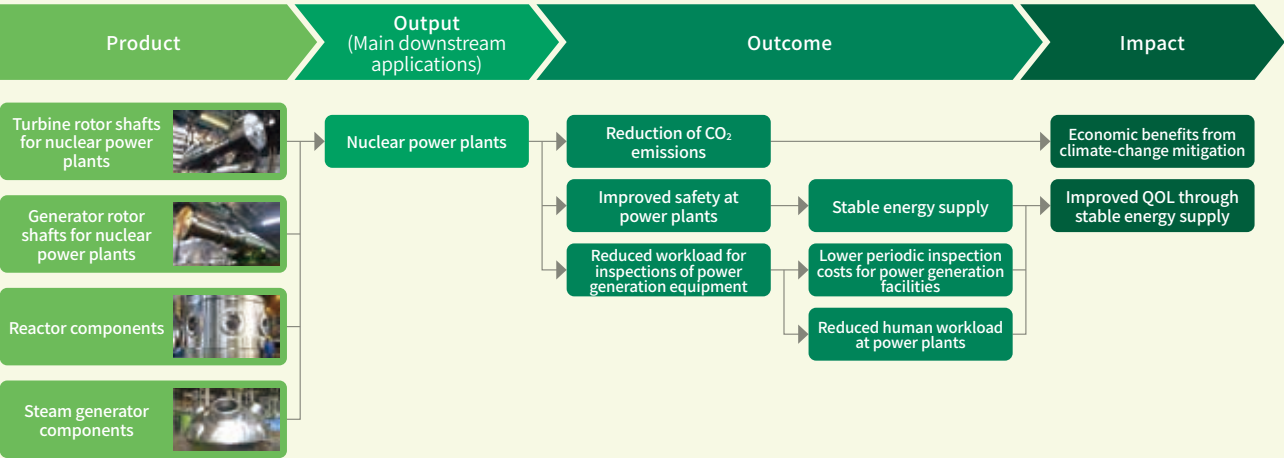 Product
Output
(Main downstream
applications)
Outcome
Impact
Turbine rotor shafts
for nuclear power
plants
Generator rotor
shafts for nuclear
power plants
Reactor components
Steam generator
components
Nuclear power plants
Reduction of CO₂
emissions
Improved safety at
power plants
Reduced workload for
inspections of power
generation equipment
Stable energy supply
Lower periodic inspection
costs for power generation
facilities
Reduced human workload
at power plants
Economic benefits from
climate-change mitigation
Improved QOL through
stable energy supply